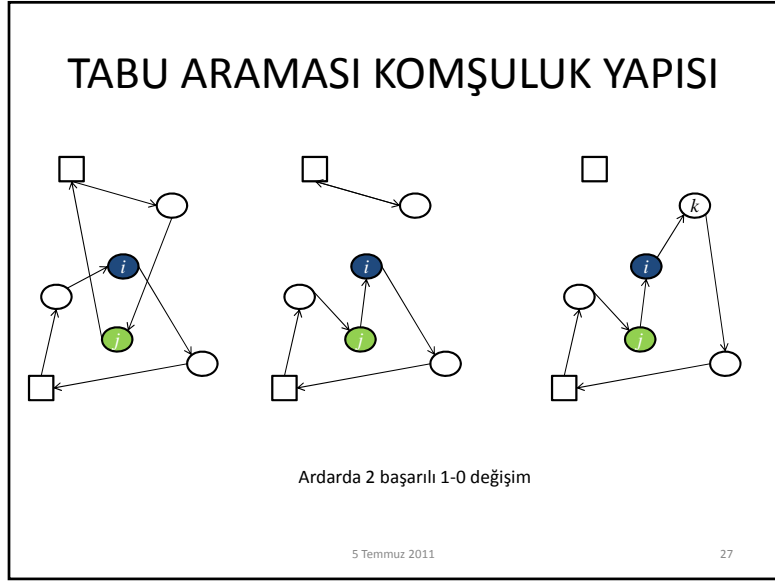 TABU ARAMASI KOMŞULUK YAPISI
k
i
i
i
j
j
j
Ardarda 2 başarılı 1-0 değişim
5 Temmuz 2011
27